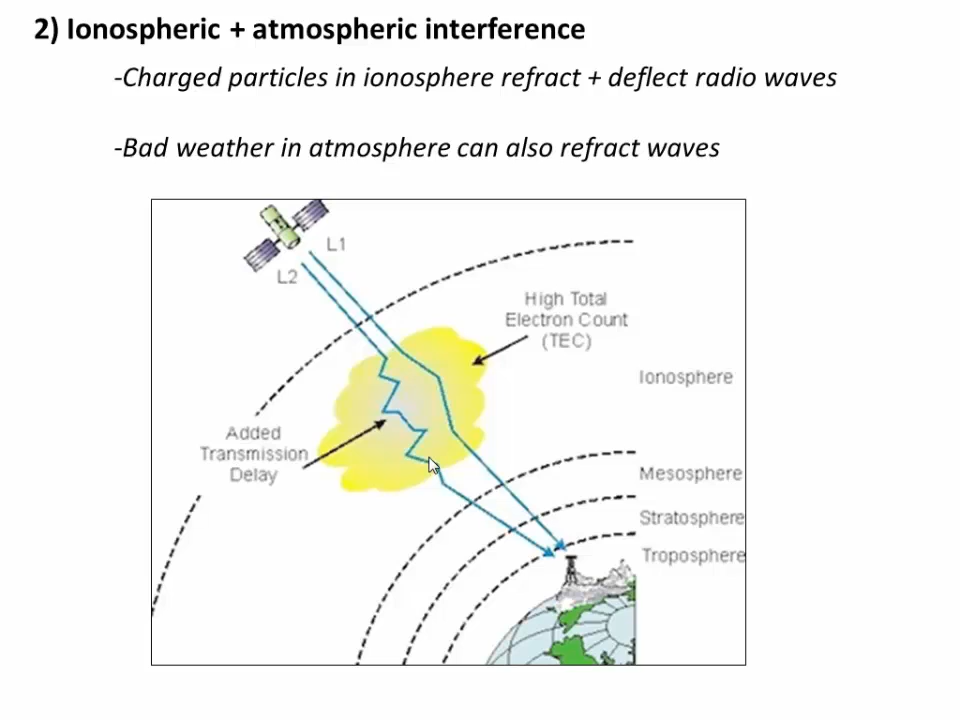 2) Ionospheric + atmospheric interference
-Charged particles in ionosphere refract + deflect radio waves
-Bad weather in atmosphere can also refract waves
L1
L2
High Total
Electron Count
(TEC)
Ionosphere
Added
Transmission
Delay
Mesosphere
Stratosphere
Troposphere